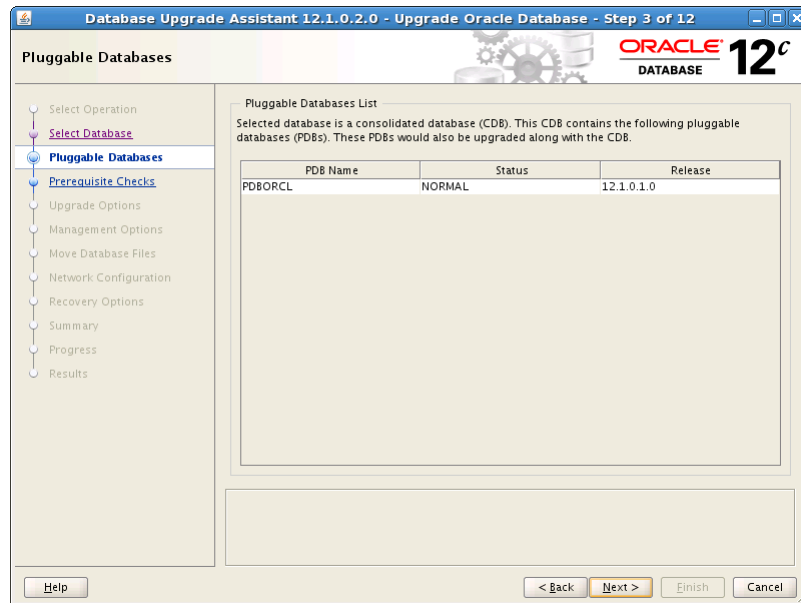 Database Upgrade Assistant 12.1.0.2.0 - Upgrade Oracle Database - Step 3 of 12
Pluggable Databases
ORACLE
DATABASE
12c
Select Operation
Select Database
Pluggable Databases
Prerequisite Checks
Upgrade Options
Management Options
Move Database Files
Network Configuration
Recovery Options
Summary
Progress
Results
Pluggable Databases List
Selected database is a consolidated database (CDB). This CDB contains the following pluggable
databases (PDBs). These PDBs would also be upgraded along with the CDB.
PDB Name Status Release
PDBORCL NORMAL 12.1.0.1.0
Help < Back Next > Finish Cancel